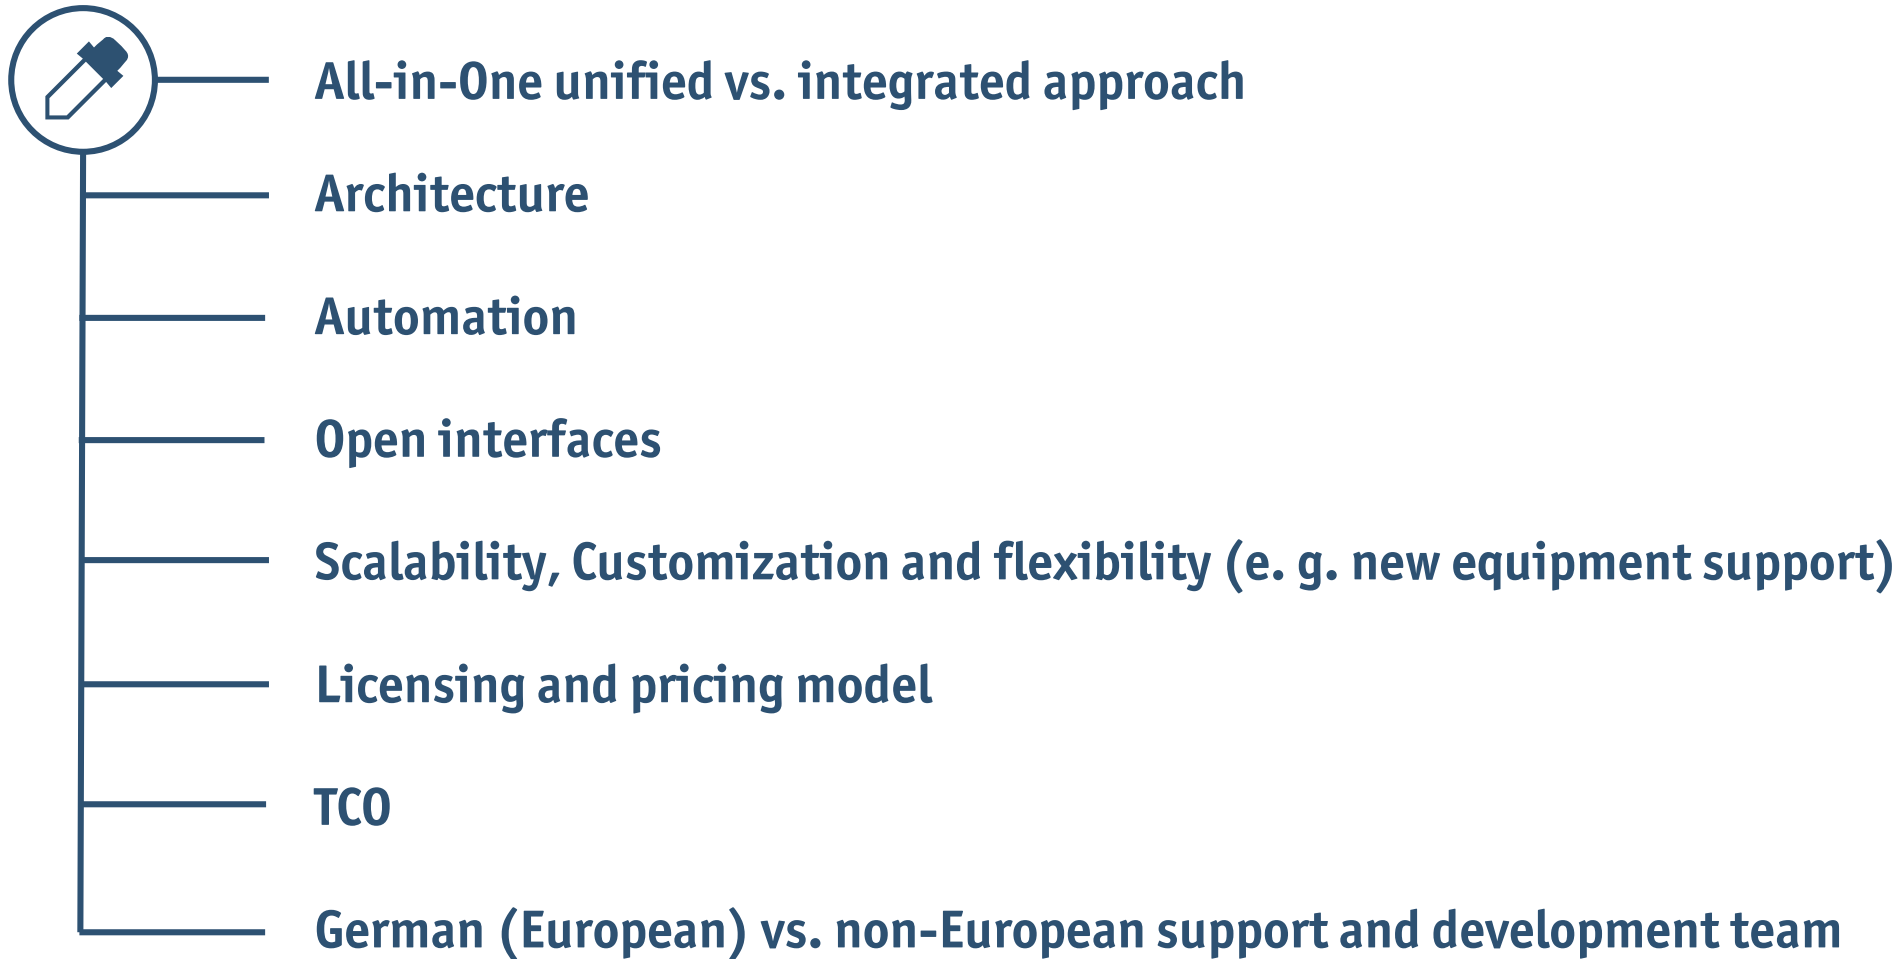 All-in-One unified vs. integrated approach
Architecture
Automation
Open interfaces
Scalability, Customization and flexibility (e. g. new equipment support)
Licensing and pricing model
TCO
German (European) vs. non-European support and development team